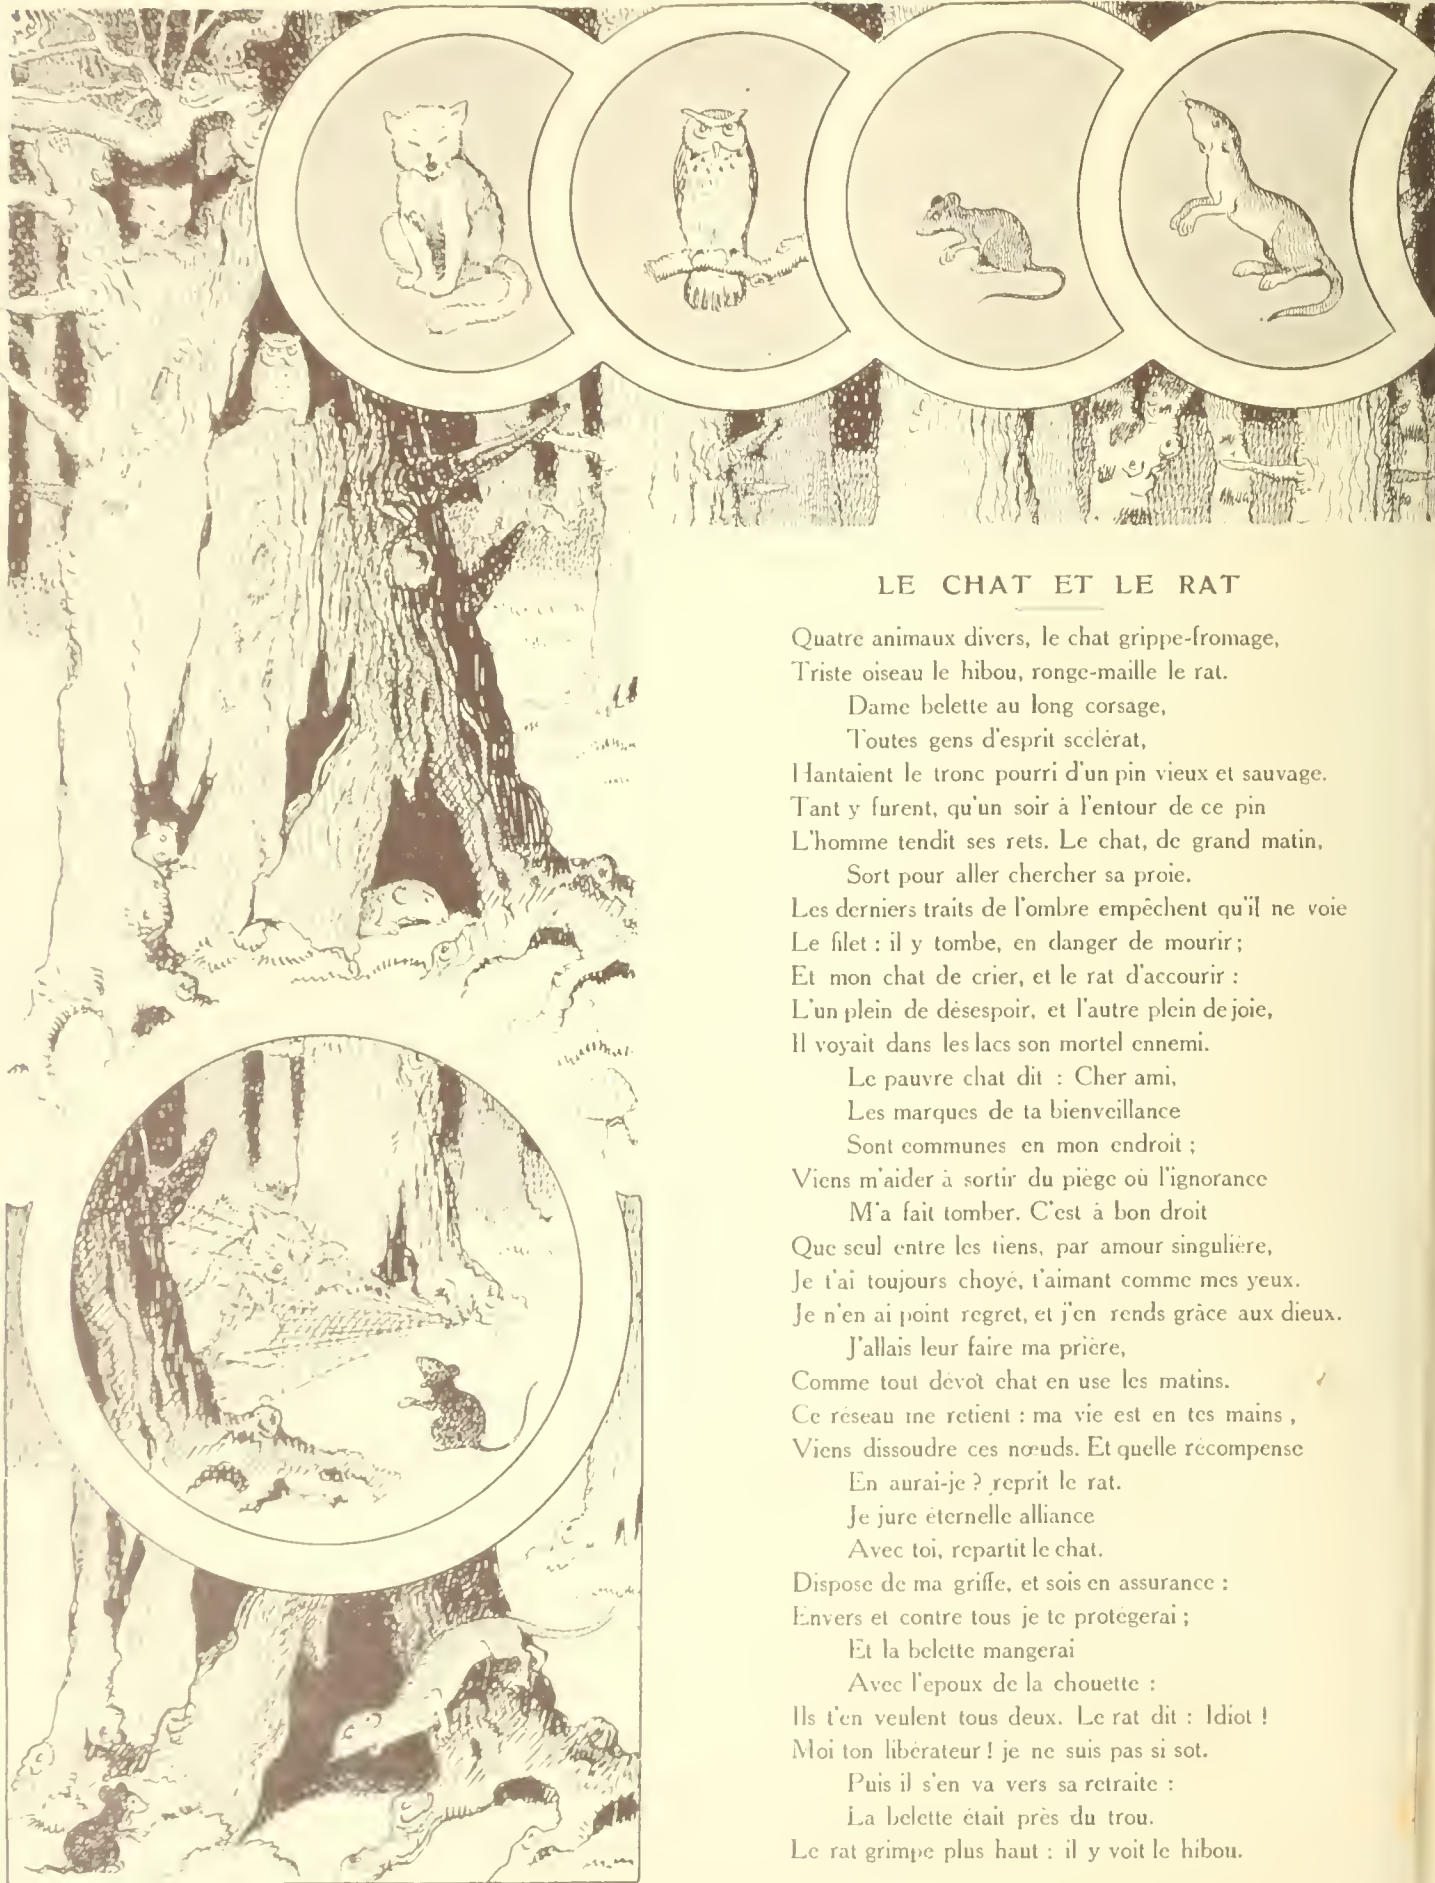 LE CHAT ET LE RAT
Quatre animaux divers, le chat grippe-fromage,
Triste oiseau le hibou, ronge-maille le rat.
Dame belette au long corsage,
Toutes gens d'esprit scélérat,
Hantaient le tronc pourri d'un pin vieux et sauvage.
Tant y furent, qu'un soir à l'entour de ce pin
L'homme tendit ses rets. Le chat, de grand matin,
Sort pour aller chercher sa proie.
Les derniers traits de l'ombre empêchent qu'il ne voie
Le filet : il y tombe, en danger de mourir ;
Et mon chat de crier, et le rat d'accourir :
L'un plein de désespoir, et l'autre plein de joie,
Il voyait dans les lacs son mortel ennemi.
Le pauvre chat dit : Cher ami,
Les marques de ta bienveillance
Sont communes en mon endroit ;
Viens m'aider à sortir du piège où l'ignorance
M'a fait tomber. C'est à bon droit
Que seul entre les tiens, par amour singulière,
Je t'ai toujours choyé, t'aimant comme mes yeux.
Je n'en ai point regret, et j'en rends grâce aux dieux.
J'allais leur faire ma prière,
Comme tout dévot chat en use les matins.
Ce réseau me retient : ma vie est en tes mains ,
Viens dissoudre ces nœuds. Et quelle récompense
En aurai-je ? reprit le rat.
Je jure éternelle alliance
Avec toi, repartit le chat.
Dispose de ma griffe, et sois en assurance :
Envers et contre tous je te protégerai ;
Et la belette mangerai
Avec l'époux de la chouette :
Ils t'en veulent tous deux. Le rat dit : Idiot !
Moi ton libérateur ! je ne suis pas si sot.
Puis il s'en va vers sa retraite :
La belette était près du trou.
Le rat grimpe plus haut : il y voit le hibou.